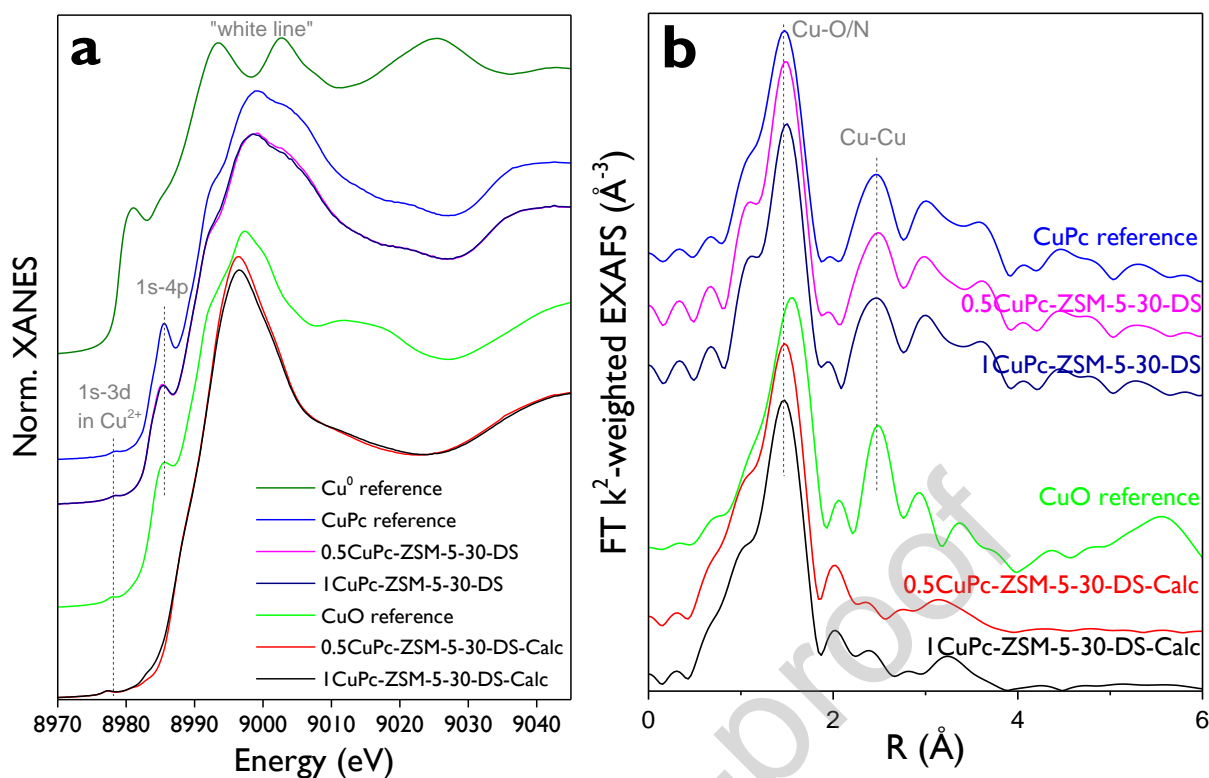 a
"white line"
1s-4p
1s-3d
in Cu²⁺
Norm. XANES
Cu⁰ reference
CuPc reference
0.5CuPc-ZSM-5-30-DS
1CuPc-ZSM-5-30-DS
CuO reference
0.5CuPc-ZSM-5-30-DS-Calc
1CuPc-ZSM-5-30-DS-Calc
8970 8980 8990 9000 9010 9020 9030 9040
Energy (eV)
b
Cu-O/N
Cu-Cu
FT k²-weighted EXAFS (Å⁻³)
CuPc reference
0.5CuPc-ZSM-5-30-DS
1CuPc-ZSM-5-30-DS
CuO reference
0.5CuPc-ZSM-5-30-DS-Calc
1CuPc-ZSM-5-30-DS-Calc
0 2 4 6
R (Å)
proof